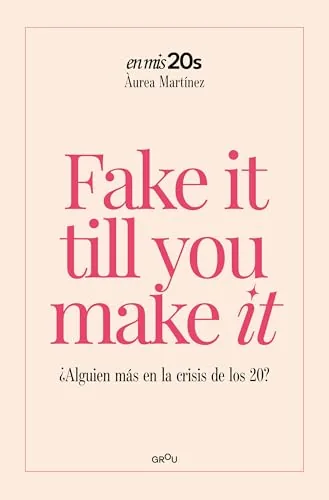 en mis 20s
Àurea Martínez
Fake it
till you
make it
¿Alguien más en la crisis de los 20?
GROU